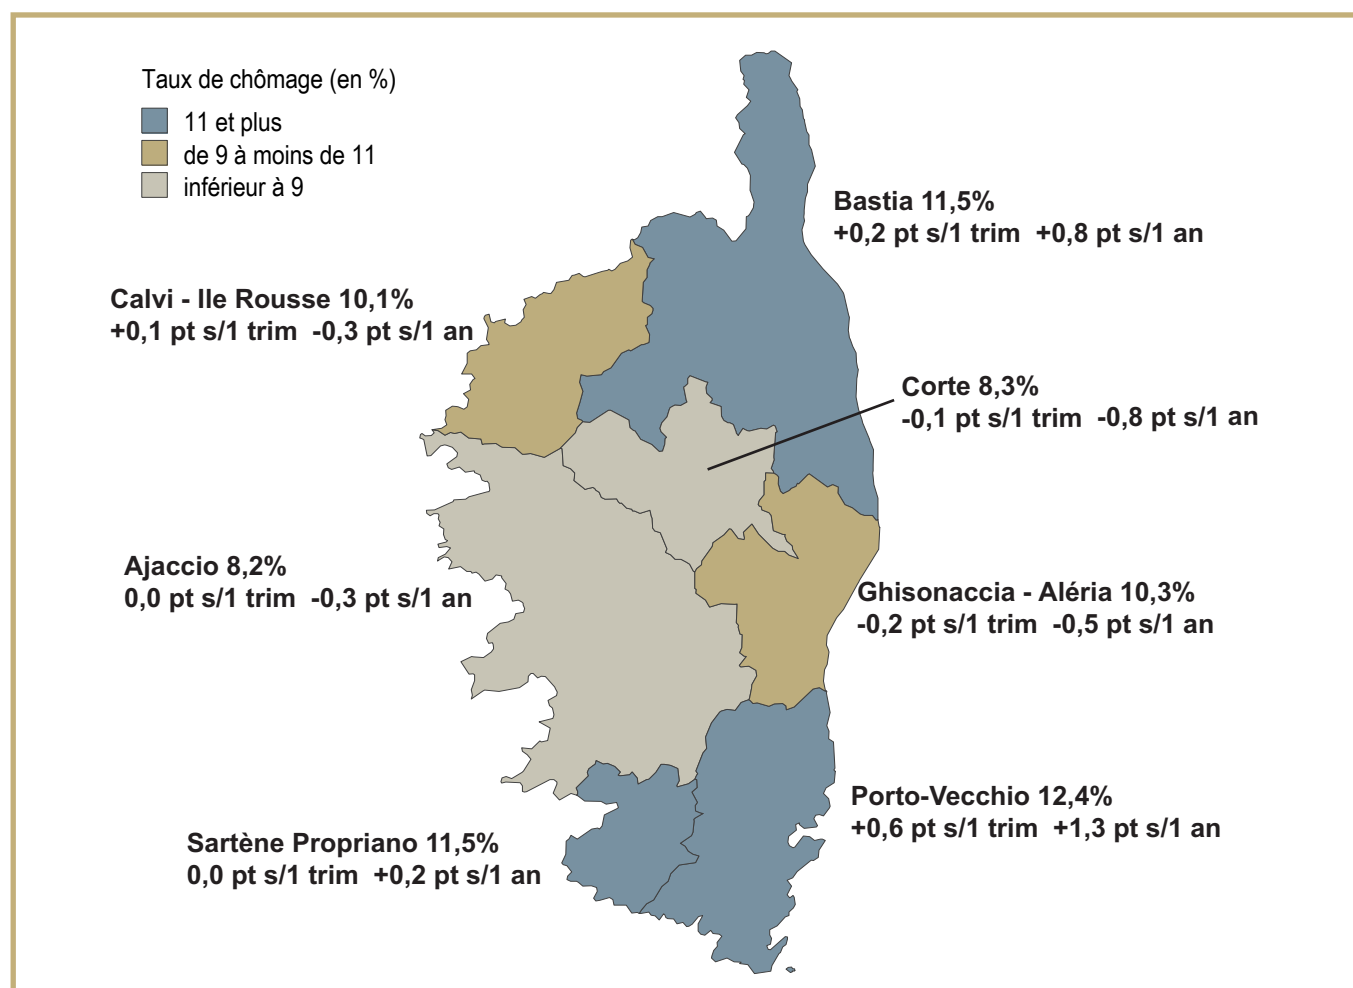 Taux de chômage (en %)
11 et plus
de 9 à moins de 11
inférieur à 9
Bastia 11,5%
+0,2 pt s/1 trim +0,8 pt s/1 an
Calvi - Ile Rousse 10,1%
+0,1 pt s/1 trim -0,3 pt s/1 an
Corte 8,3%
-0,1 pt s/1 trim -0,8 pt s/1 an
Ajaccio 8,2%
0,0 pt s/1 trim -0,3 pt s/1 an
Ghisonaccia - Aléria 10,3%
-0,2 pt s/1 trim -0,5 pt s/1 an
Porto-Vecchio 12,4%
+0,6 pt s/1 trim +1,3 pt s/1 an
Sartène Propriano 11,5%
0,0 pt s/1 trim +0,2 pt s/1 an